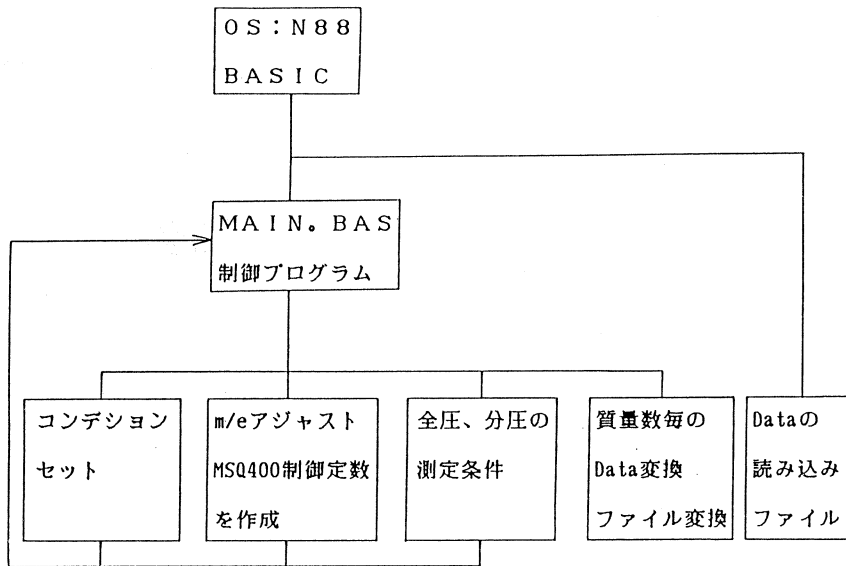 OS:N88
BASIC
MAIN。BAS
制御プログラム
コンデション
セット
m/eアジャスト
MSQ400制御定数
を作成
全圧、分圧の
測定条件
質量数毎の
Data変換
ファイル変換
Dataの
読み込み
ファイル